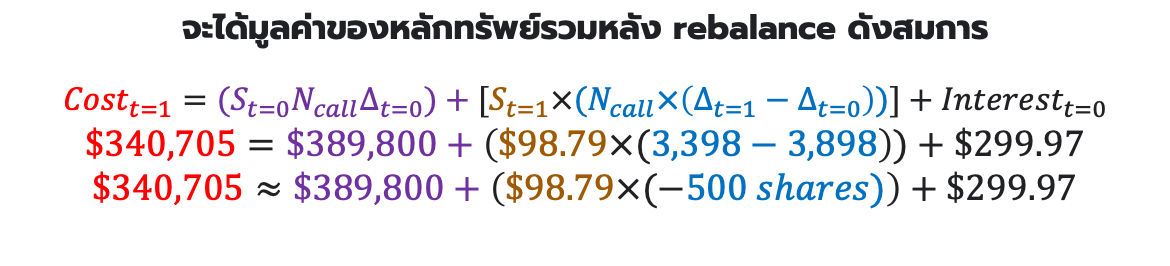 จะได้มูลค่าของหลักทรัพย์รวมหลัง rebalance ดังสมการ
Cost_{t=1} = (S_{t=0}N_{call}Δ_{t=0}) + [S_{t=1}×(N_{call}×(Δ_{t=1} − Δ_{t=0}))] + Interest_{t=0}
$340,705 = $389,800 + ($98.79×(3,398 − 3,898)) + $299.97
$340,705 ≈ $389,800 + ($98.79×(−500 shares)) + $299.97